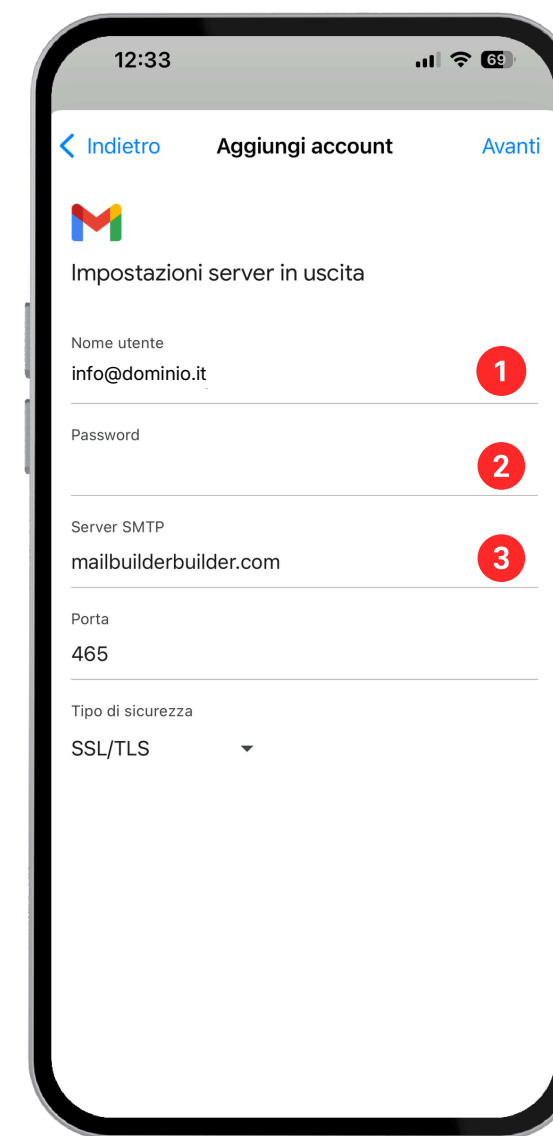 12:33
69
Indietro
Aggiungi account
Avanti
Impostazioni server in uscita
Nome utente
info@dominio.it
1
Password
2
Server SMTP
mailbuilderbuilder.com
3
Porta
465
Tipo di sicurezza
SSL/TLS